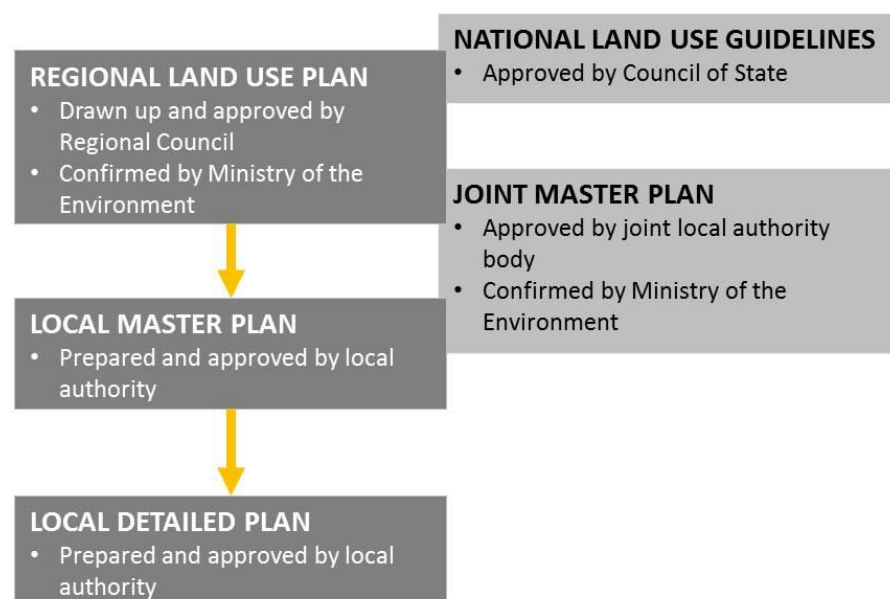 NATIONAL LAND USE GUIDELINES
• Approved by Council of State
REGIONAL LAND USE PLAN
• Drawn up and approved by
Regional Council
• Confirmed by Ministry of the
Environment
JOINT MASTER PLAN
• Approved by joint local authority
body
• Confirmed by Ministry of the
Environment
LOCAL MASTER PLAN
• Prepared and approved by local
authority
LOCAL DETAILED PLAN
• Prepared and approved by local
authority